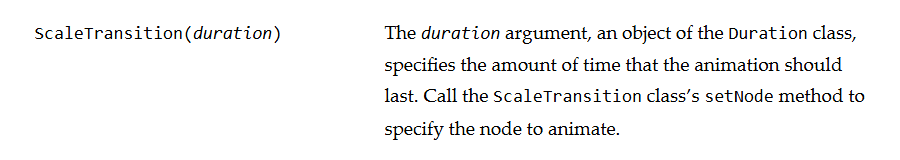 ScaleTransition(duration) The duration argument, an object of the Duration class,
specifies the amount of time that the animation should
last. Call the ScaleTransition class’s setNode method to
specify the node to animate.